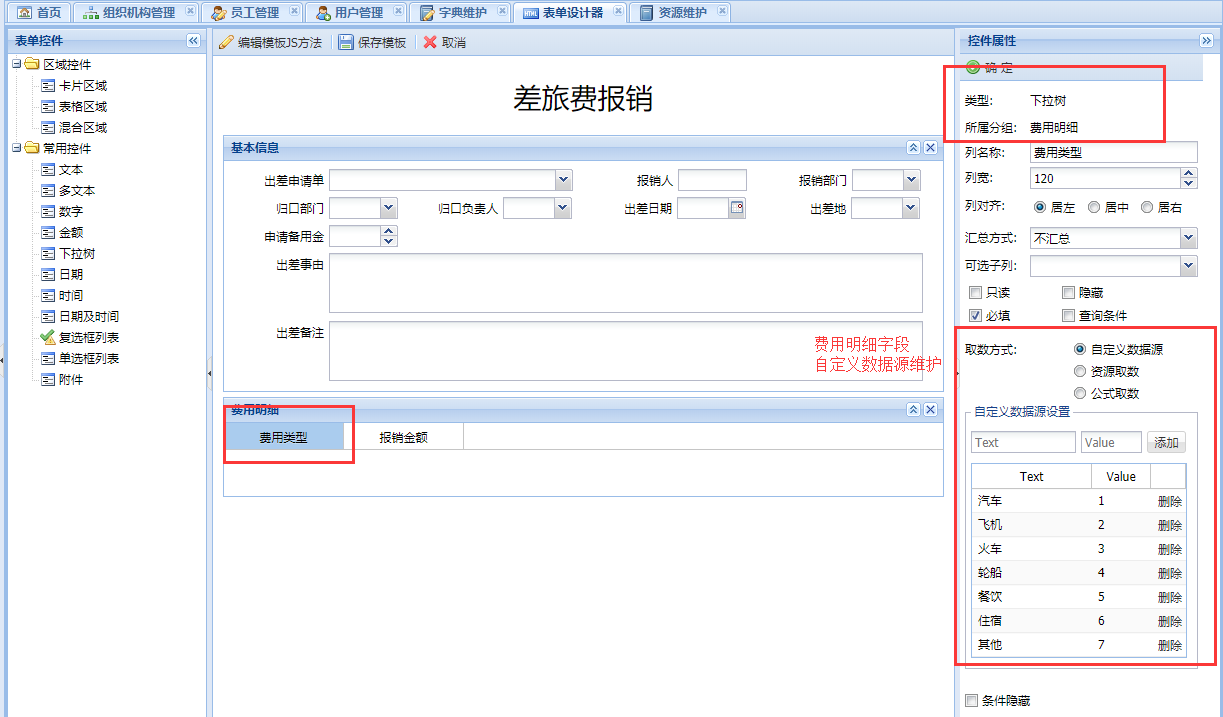 首页 组织机构管理 员工管理 用户管理 字典维护 表单设计器 资源维护
表单控件
区域控件
卡片区域
表格区域
混合区域
常用控件
文本
多文本
数字
金额
下拉树
日期
时间
日期及时间
复选框列表
单选框列表
附件
编辑模板JS方法 保存模板 取消
差旅费报销
基本信息
出差申请单 报销人 报销部门
归口部门 归口负责人 出差日期 出差地
申请备用金
出差事由
出差备注
费用明细字段
自定义数据源维护
费用明细
费用类型 报销金额
控件属性
确 定
类型: 下拉树
所属分组: 费用明细
列名称: 费用类型
列宽: 120
列对齐: 居左 居中 居右
汇总方式: 不汇总
可选子列:
只读 隐藏
必填 查询条件
取数方式: 自定义数据源
资源取数
公式取数
自定义数据源设置
Text Value 添加
Text Value
汽车 1 删除
飞机 2 删除
火车 3 删除
轮船 4 删除
餐饮 5 删除
住宿 6 删除
其他 7 删除
条件隐藏